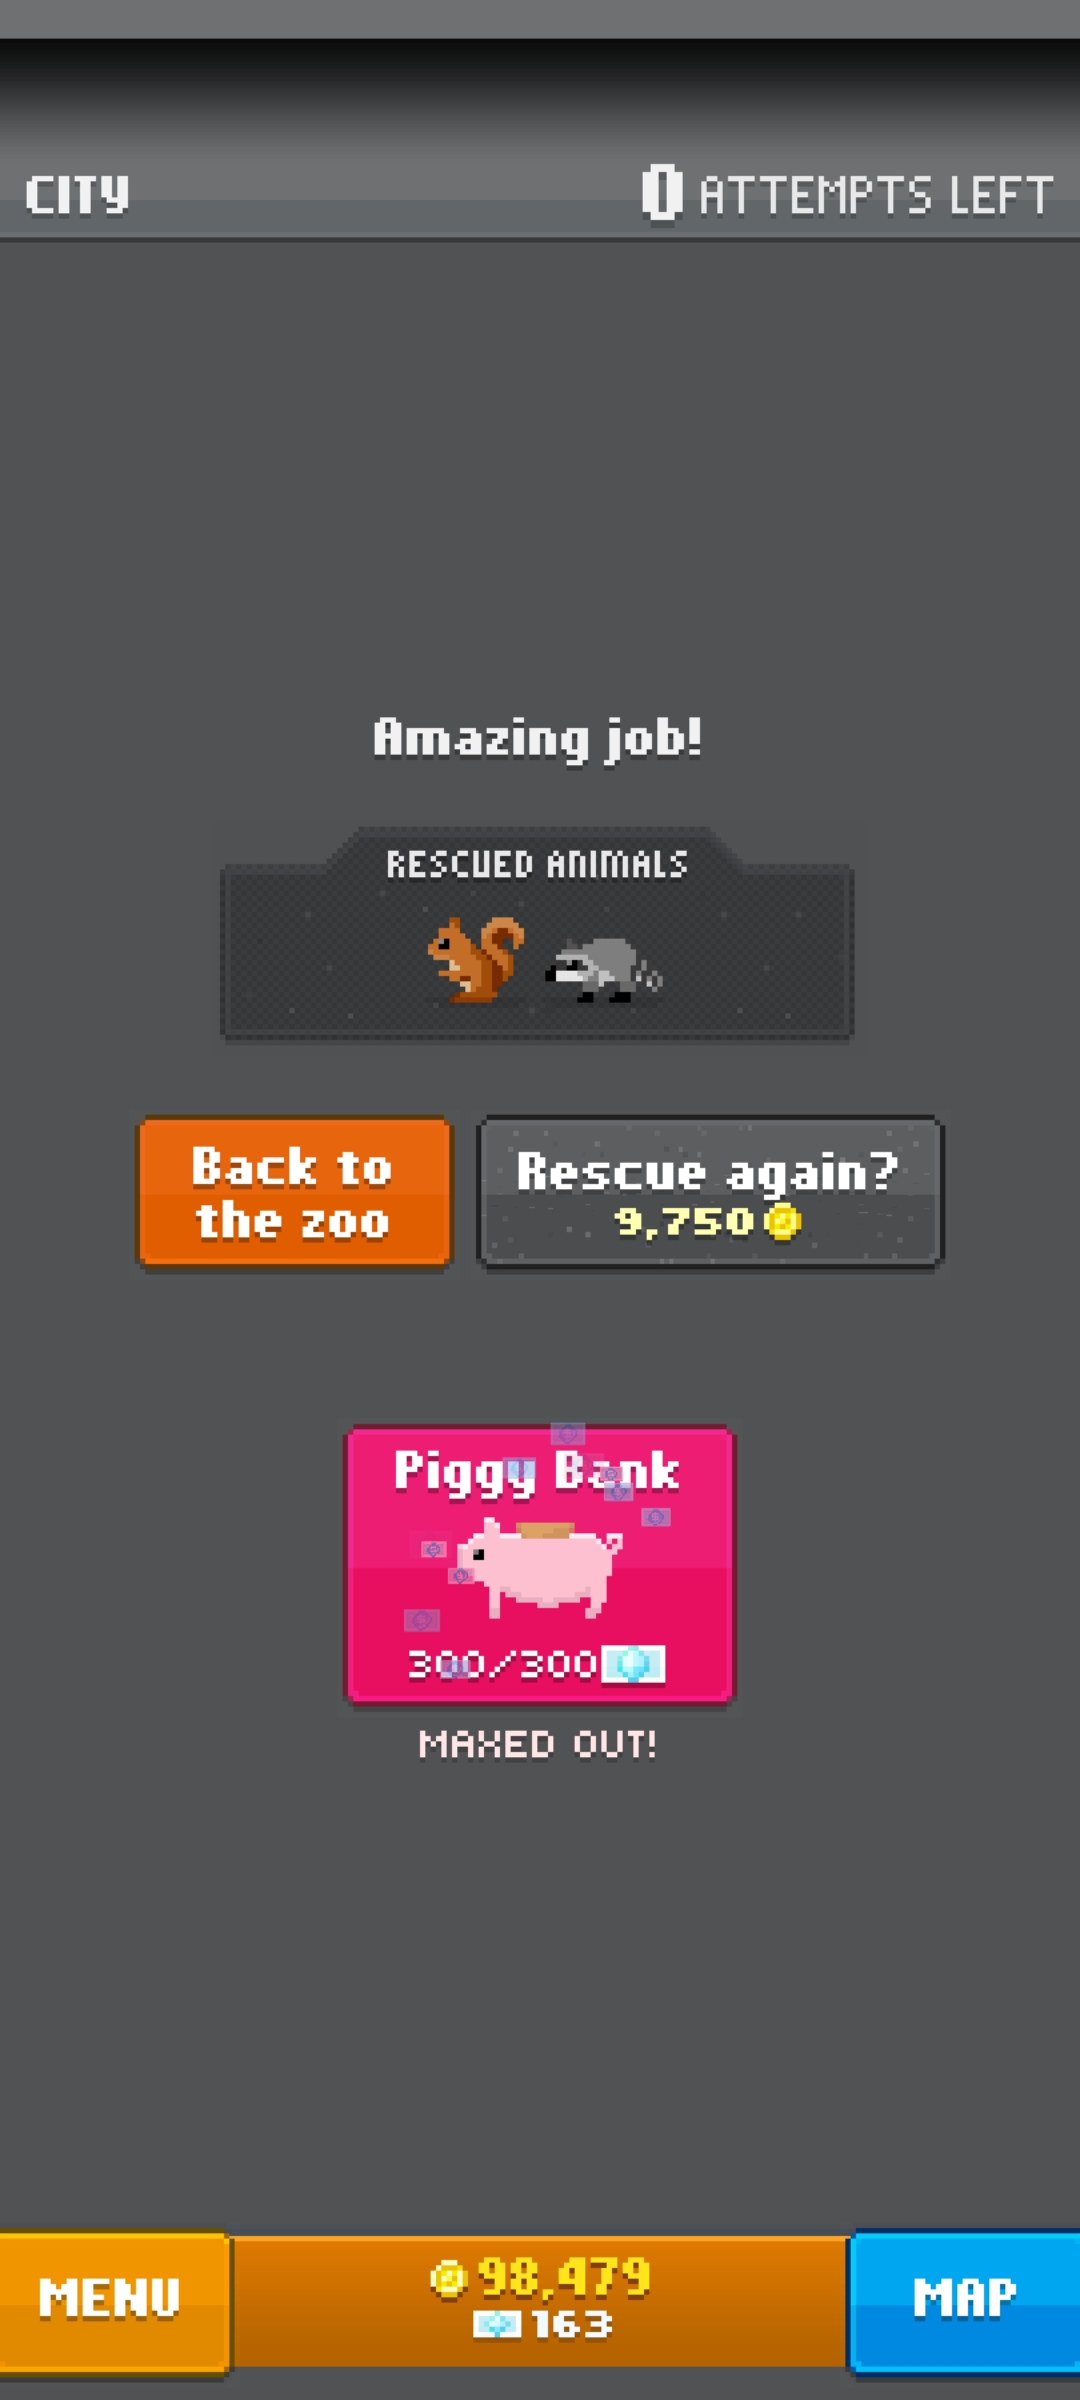 CITY
0 ATTEMPTS LEFT
Amazing job!
RESCUED ANIMALS
Back to
the zoo
Rescue again?
9,750
Piggy Bank
300/300
MAXED OUT!
MENU
98,479
163
MAP